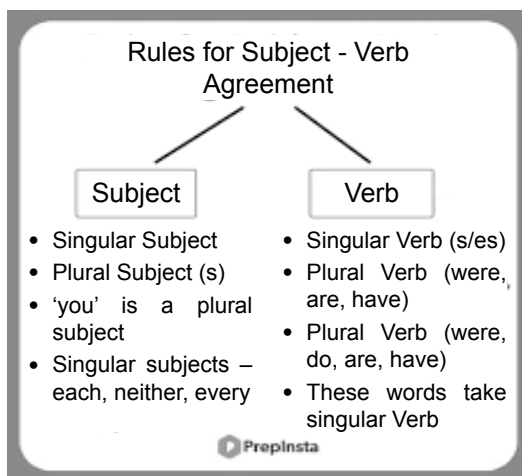 Rules for Subject - Verb
Agreement
Subject
• Singular Subject
• Plural Subject (s)
• ‘you’ is a plural
subject
• Singular subjects –
each, neither, every
Verb
• Singular Verb (s/es)
• Plural Verb (were,
are, have)
• Plural Verb (were,
do, are, have)
• These words take
singular Verb
PrepInsta